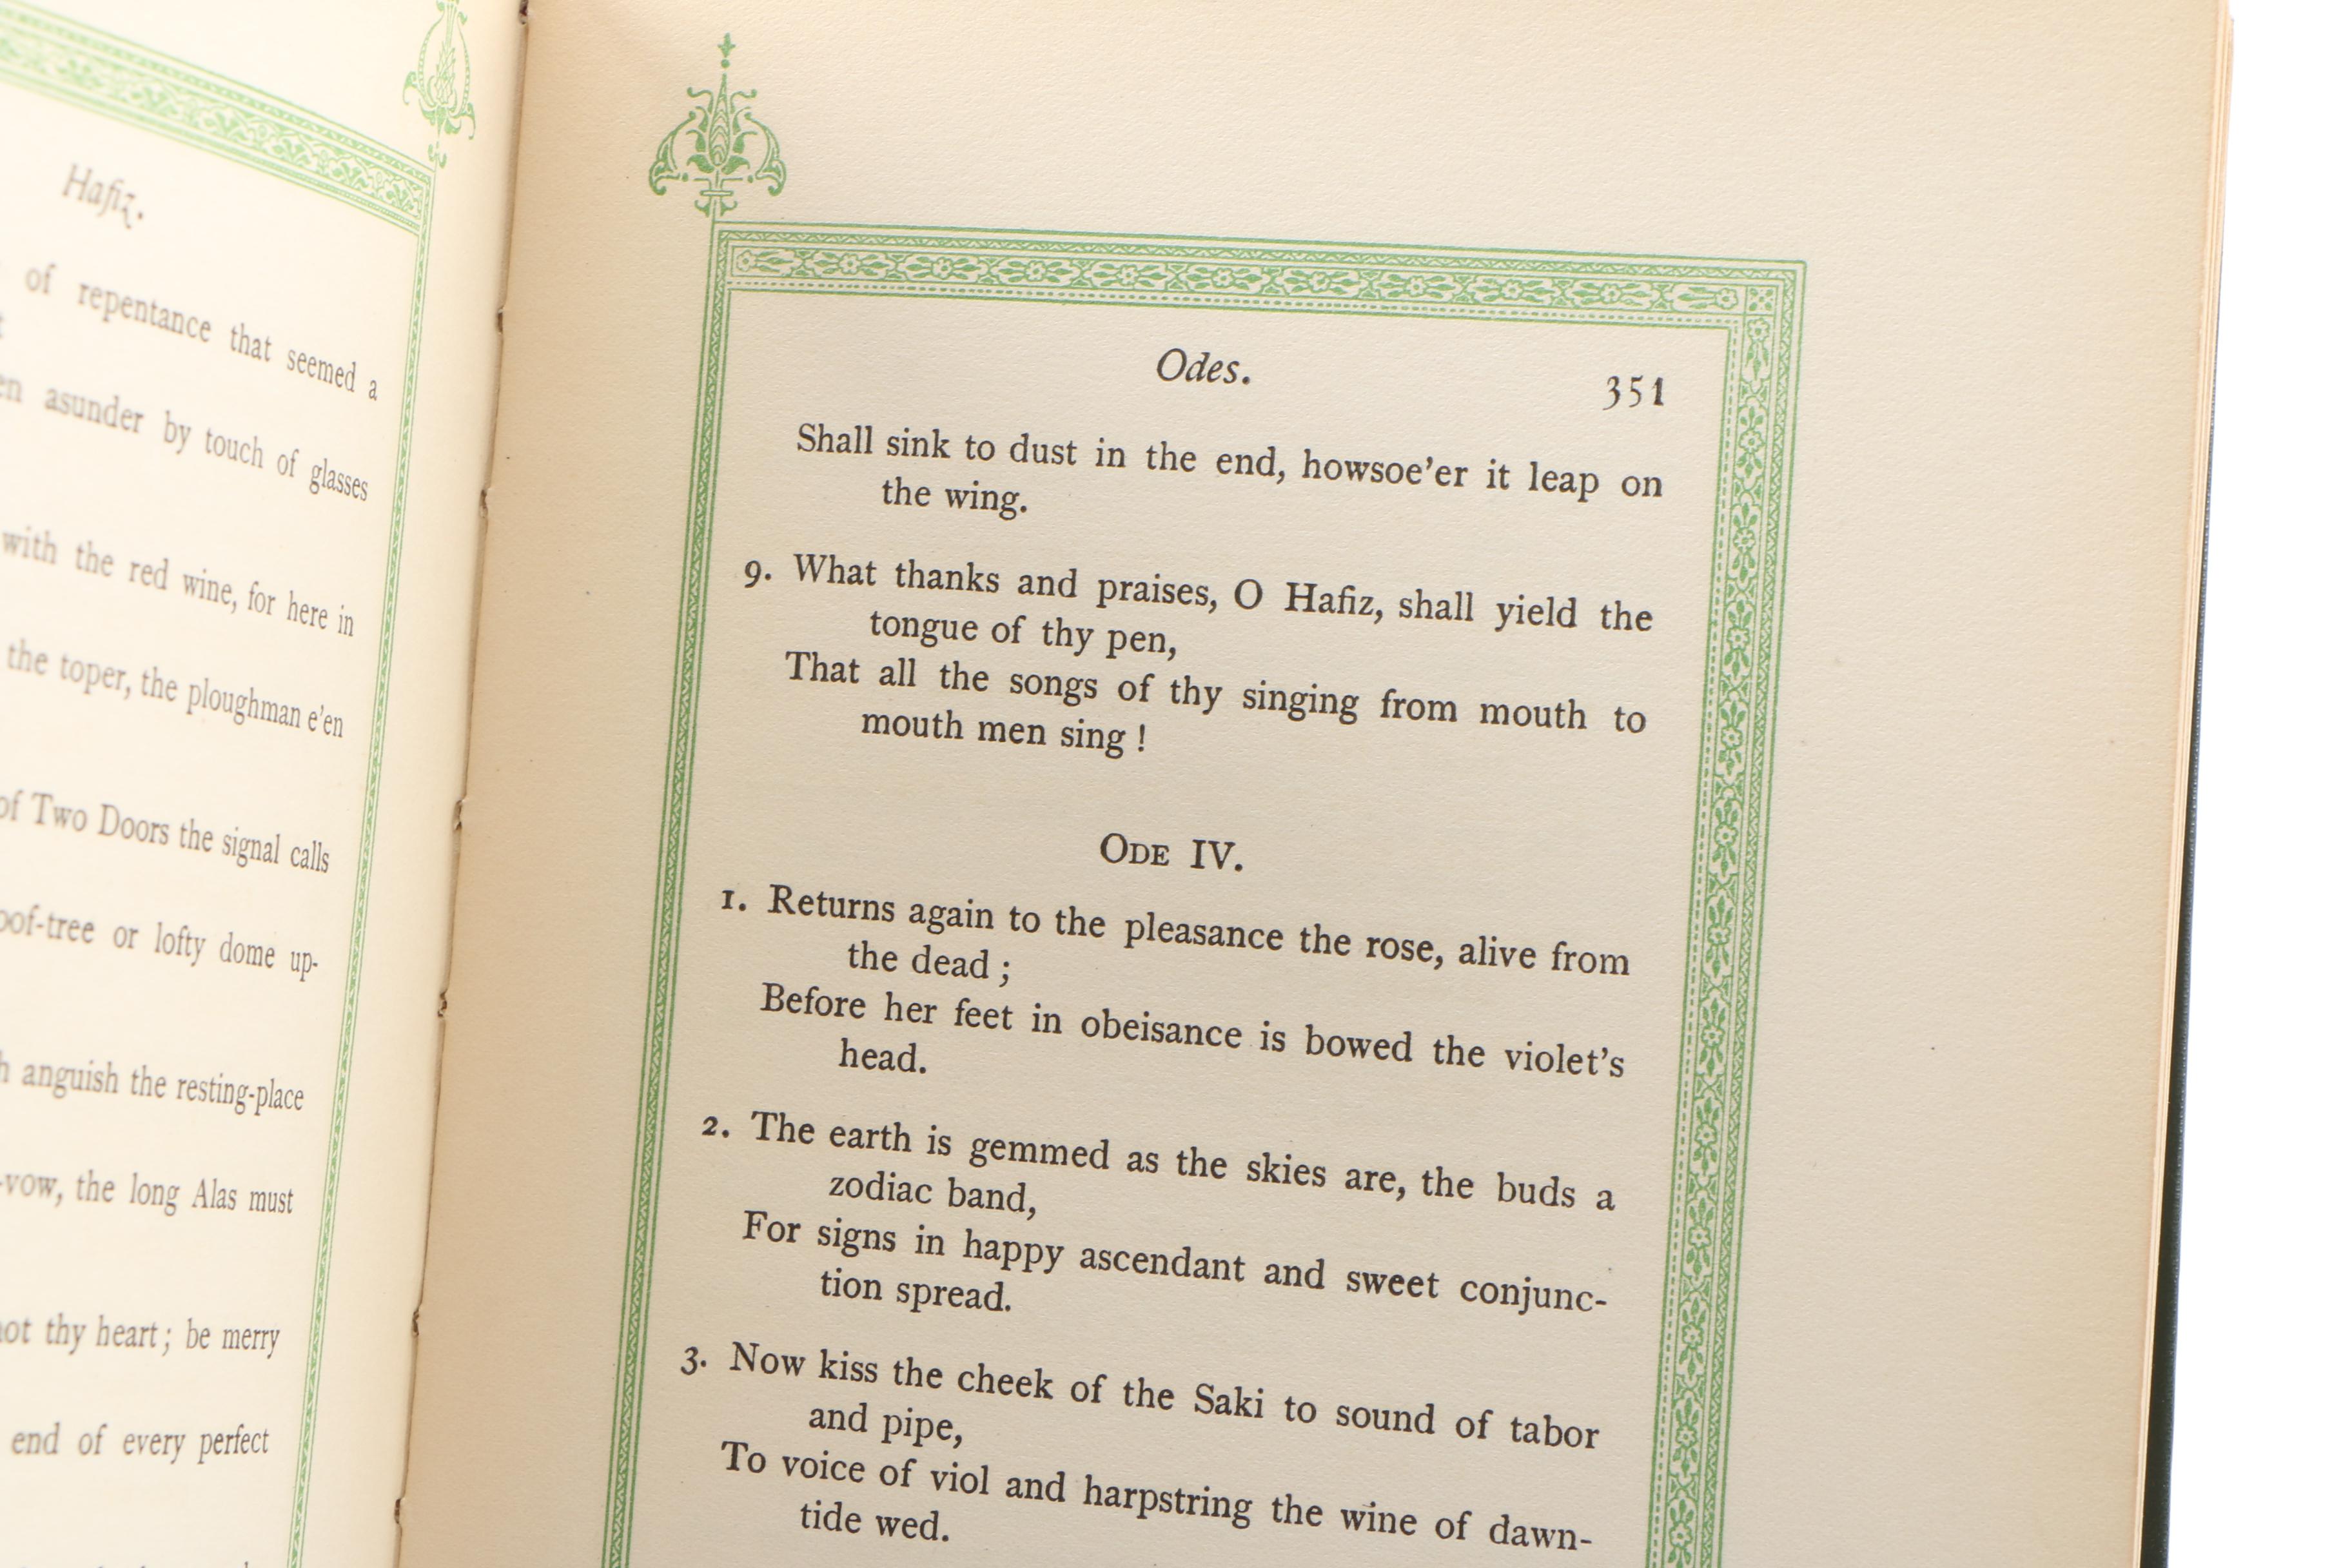 Hafiz.
of repentance that seemed a
asunder by touch of glasses
with the red wine, for here in
the toper, the ploughman e'en
of Two Doors the signal calls
or lofty dome up-
anguish the resting-place
the long Alas must
thy heart; be merry
end of every perfect
Odes. 351
Shall sink to dust in the end, howsoe'er it leap on
the wing.
9. What thanks and praises, O Hafiz, shall yield the
tongue of thy pen,
That all the songs of thy singing from mouth to
mouth men sing!
ODE IV.
1. Returns again to the pleasance the rose, alive from
the dead;
Before her feet in obeisance is bowed the violet's
head.
2. The earth is gemmed as the skies are, the buds a
zodiac band,
For signs in happy ascendant and sweet conjunc-
tion spread.
3. Now kiss the cheek of the Saki to sound of tabor
and pipe,
To voice of viol and harpstring the wine of dawn-
tide wed.